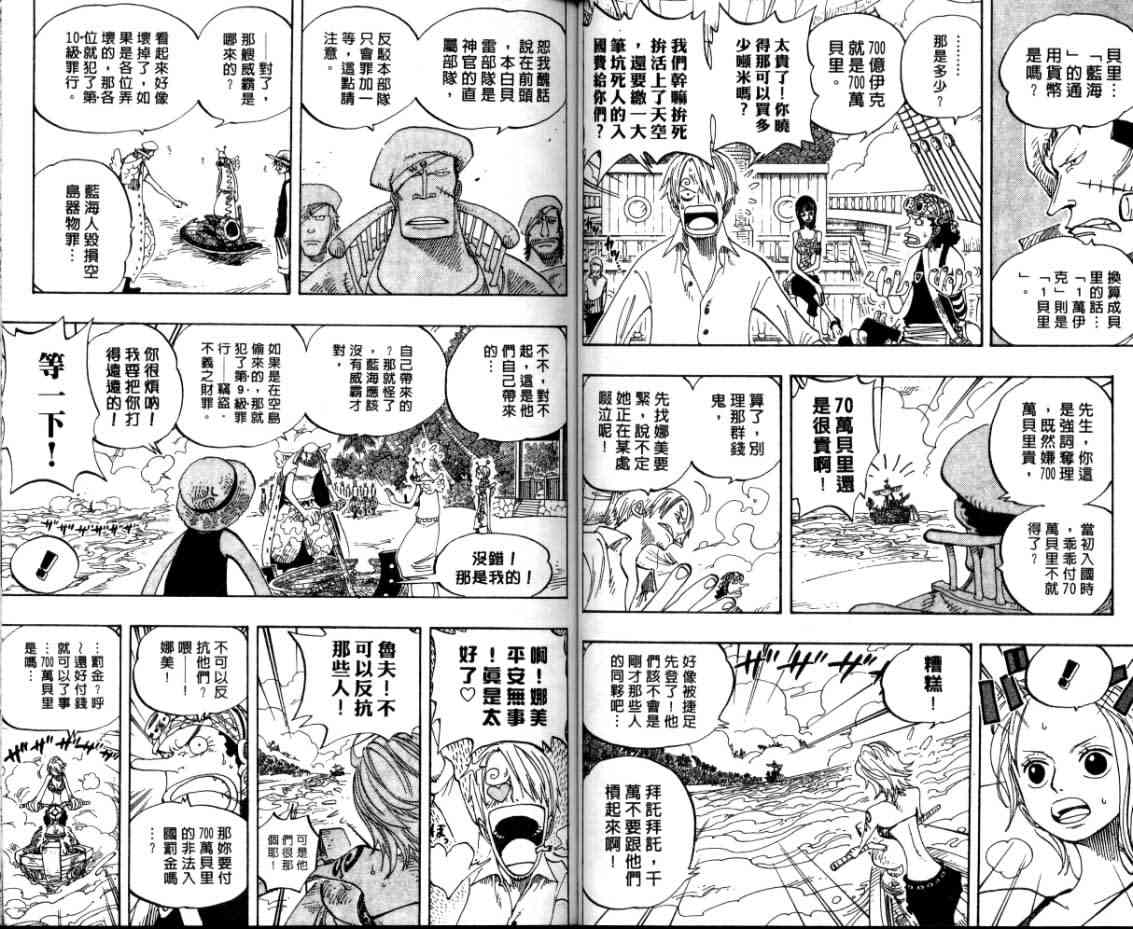 貝里…
「藍海
」的通
用貨幣
是嗎？
換算成貝
里的話…
「1萬伊
克」則是
「1貝里
」。
那是多少？
700億伊克
就是700萬
貝里。
太貴了！你曉
得那可以買多
少噸米嗎？
我們幹嘛拚死
拚活上了天空
，還要繳一大
筆坑死人的入
國費給你們？
先生，你這
是強詞奪理
，既然嫌700
萬貝里貴，
當初入國時
，乖乖付70
萬貝里不就
得了？
70萬貝里還
是很貴啊！
算了，別
理那群錢
鬼，
先找娜美要
緊，說不定
她正在某處
啜泣呢！
！
糟糕！
好像被捷足
先登了！他
們該不會是
剛才那些人
的同夥吧…
拜託拜託，千
萬不要跟他們
槓起來啊！
恕我醜話
說在前頭
，本白貝
雷部隊是
神官的直
屬部隊，
反駁本部隊
只會罪加一
等，這點請
注意。
——對了，
那艘威霸是
哪來的？
看起來好像
壞掉了，如
果是各位弄
壞的，那各
位就犯了第
10級罪行。
藍海人毀損空
島器物罪…
不不，對不
起，這是他
們自己帶來
的…
自己帶來的
？那就怪了
，藍海應該
沒有威霸才
對，
如果是在空島
偷來的，那就
犯了第9級罪
行——竊盜
不義之財罪。
沒錯！
那是我的！
你很煩吶！
我要把你打
得遠遠的！
等一下！
！
啊！娜美
平安無事
！真是太
好了♡
魯夫！不
可以反抗
那些人！
可是他
們很那
個耶！
不可以反
抗他們？
喂——！
娜美！
那妳要付
700萬貝里
的非法入
國罰金嗎
…？
…罰金？呼
～還好付錢
就可以了事
…700萬貝里
是嗎…